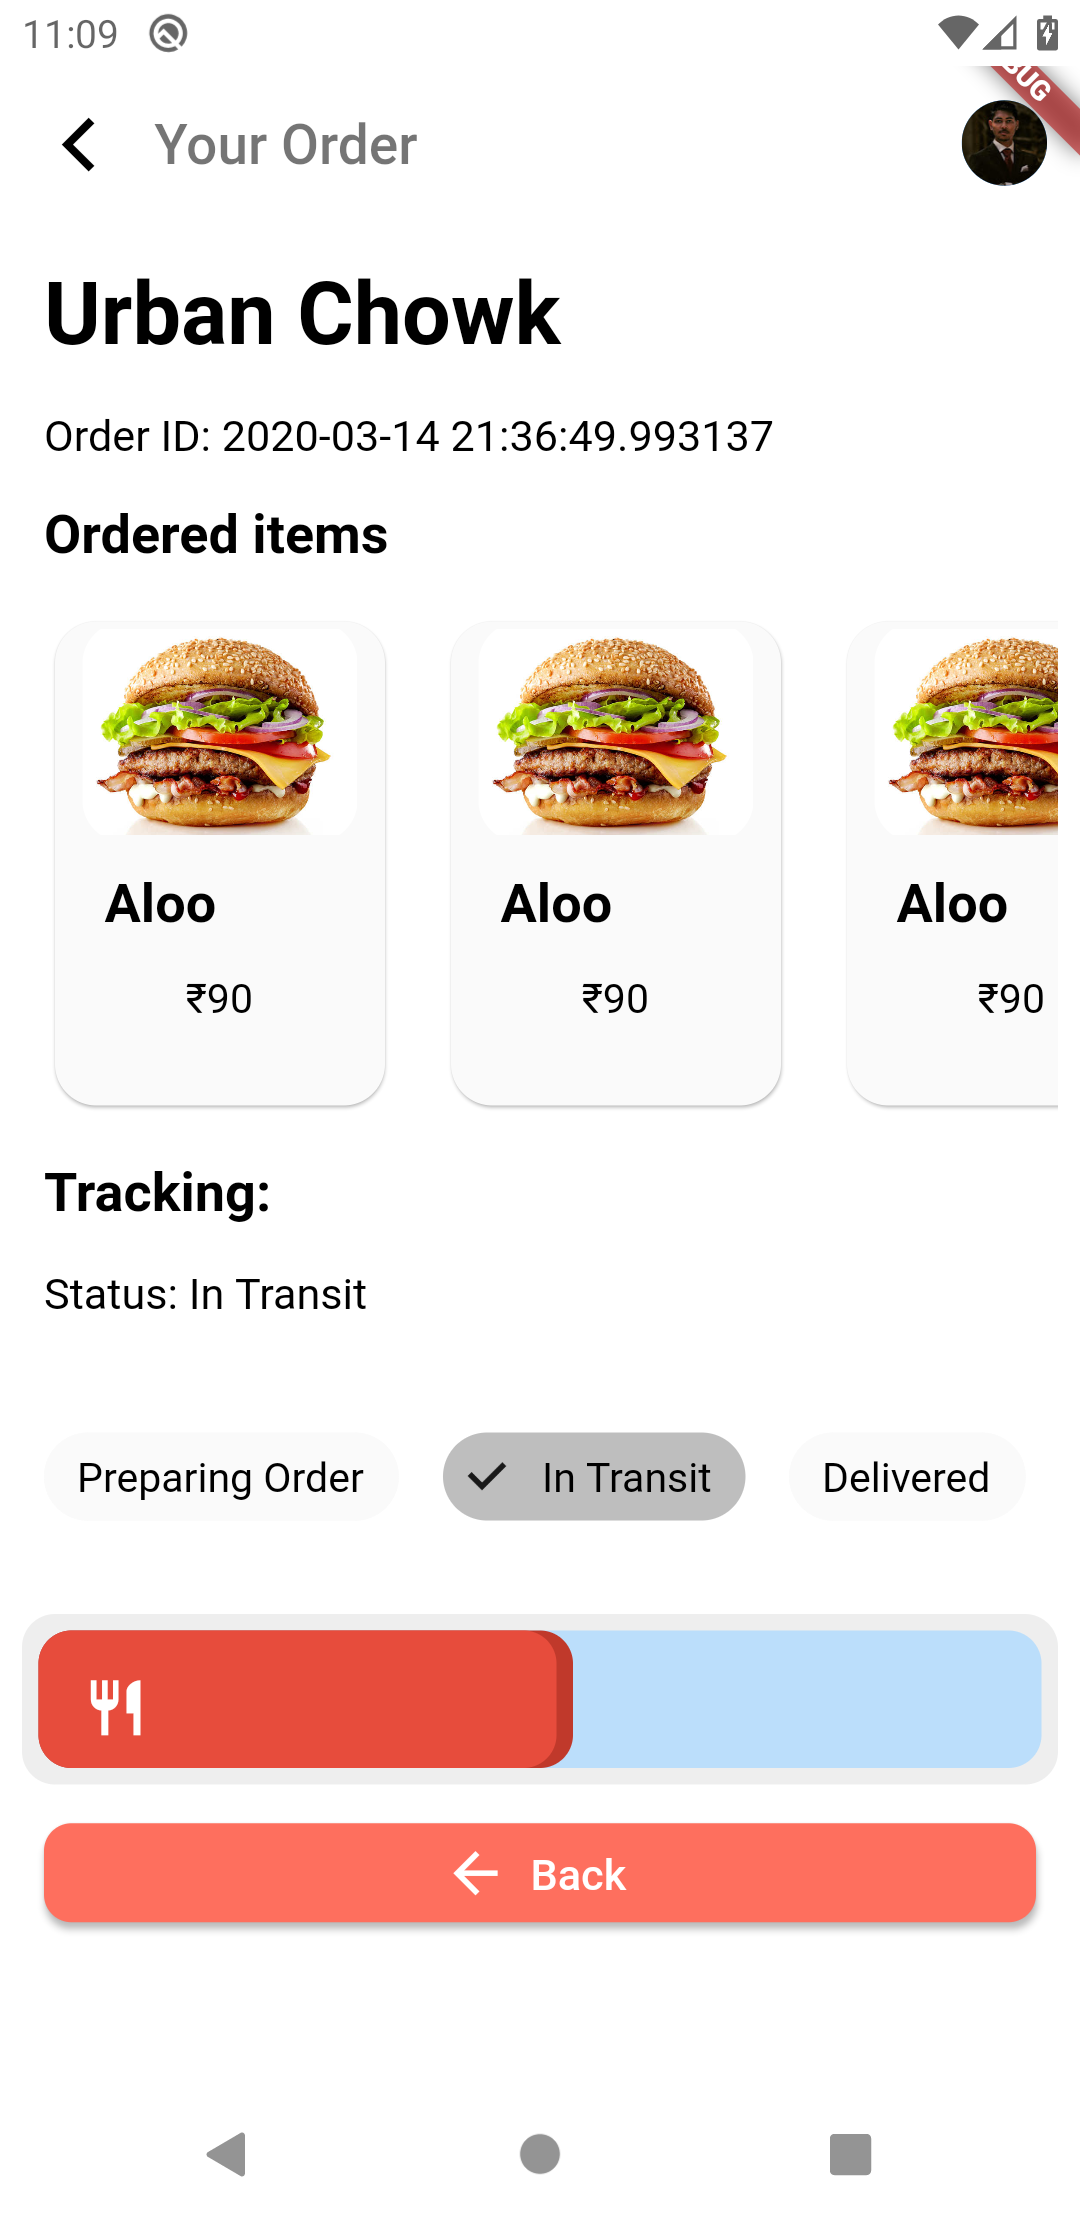 11:09
Your Order
Urban Chowk
Order ID: 2020-03-14 21:36:49.993137
Ordered items
Aloo Aloo Aloo
₹90 ₹90 ₹90
Tracking:
Status: In Transit
Preparing Order In Transit Delivered
Back